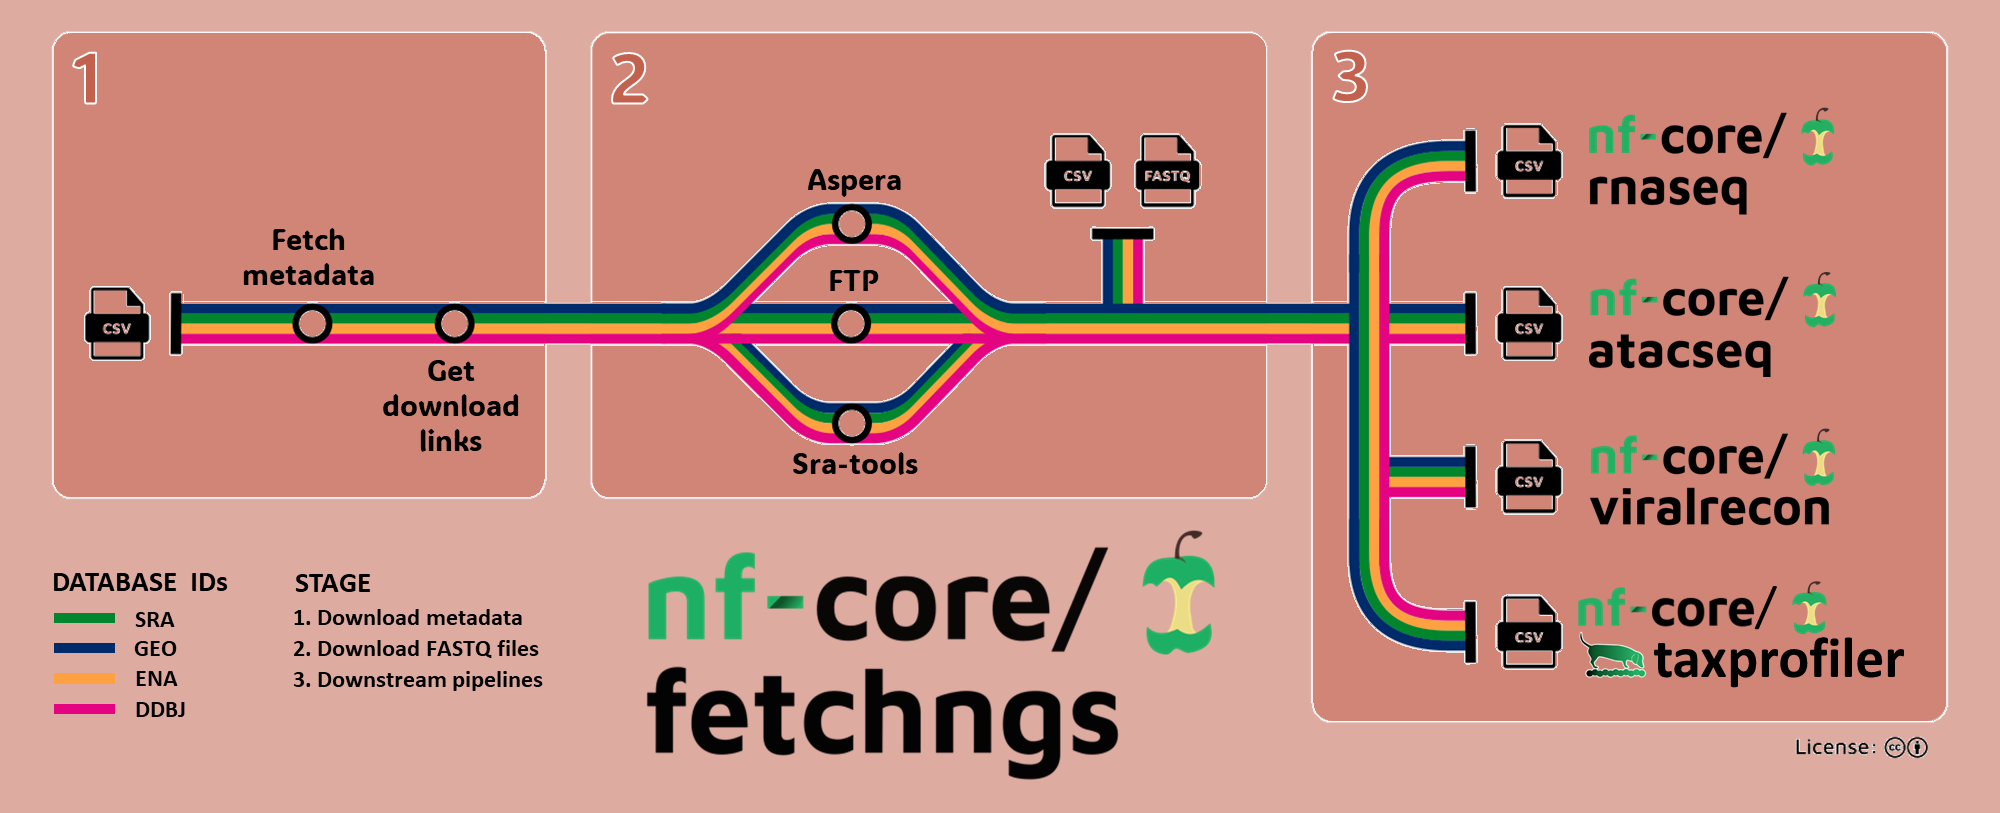 1
CSV
Fetch
metadata
Get
download
links
2
Aspera
FTP
Sra-tools
CSV
FASTQ
3
CSV
nf-core/
rnaseq
CSV
nf-core/
atacseq
CSV
nf-core/
viralrecon
CSV
nf-core/
taxprofiler
DATABASE IDs
SRA
GEO
ENA
DDBJ
STAGE
1. Download metadata
2. Download FASTQ files
3. Downstream pipelines
nf-core/
fetchngs
License: cc